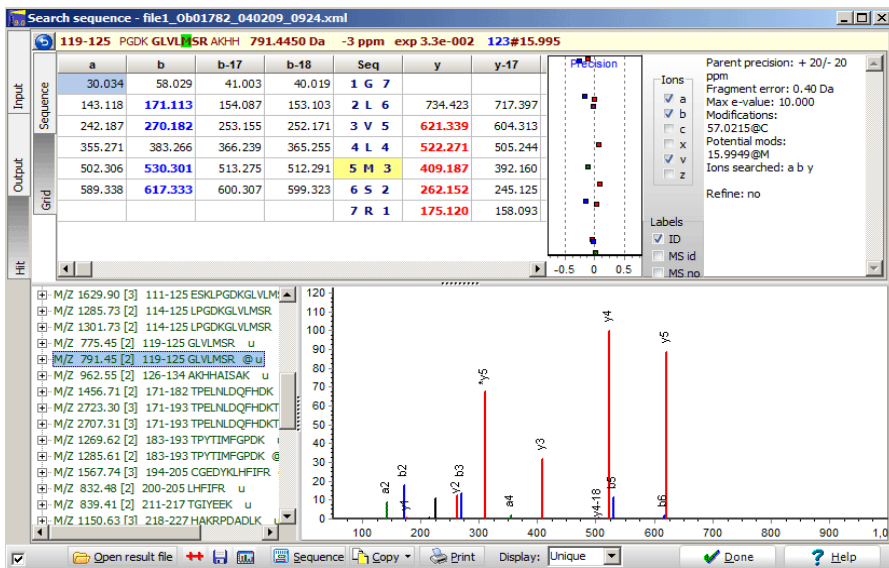 Search sequence - file1_0b01782_040209_0924.xml
119-125 PGDK GLVLMSR AKHH 791.4450 Da -3 ppm exp 3.3e-002 123#15.995
Input
Output
Hit
Sequence
Grid
a b b-17 b-18 Seq y y-17
30.034 58.029 41.003 40.019 1 G 7
143.118 171.113 154.087 153.103 2 L 6 734.423 717.397
242.187 270.182 253.155 252.171 3 V 5 621.339 604.313
355.271 383.266 366.239 365.255 4 L 4 522.271 505.244
502.306 530.301 513.275 512.291 5 M 3 409.187 392.160
589.338 617.333 600.307 599.323 6 S 2 262.152 245.125
7 R 1 175.120 158.093
Precision
-0.5 0 0.5
Ions
a
b
c
x
y
z
Labels
ID
MS id
MS no
Parent precision: + 20/- 20
ppm
Fragment error: 0.40 Da
Max e-value: 10.000
Modifications:
57.0215@C
Potential mods:
15.9949@M
Ions searched: a b y
Refine: no
M/Z 1629.90 [3] 111-125 ESKLPGDKGLVLMS
M/Z 1285.73 [2] 114-125 LPGDKGLVLMSR
M/Z 1301.73 [2] 114-125 LPGDKGLVLMSR
M/Z 775.45 [2] 119-125 GLVLMSR u
M/Z 791.45 [2] 119-125 GLVLMSR @ u
M/Z 962.55 [2] 126-134 AKHHAISAK u
M/Z 1456.71 [2] 171-182 TPELNLDQFHDK
M/Z 2723.30 [3] 171-193 TPELNLDQFHDKT
M/Z 2707.31 [3] 171-193 TPELNLDQFHDKT
M/Z 1269.62 [2] 183-193 TPYTIMFGPDK u
M/Z 1285.61 [2] 183-193 TPYTIMFGPDK @
M/Z 1567.74 [3] 194-205 CGEDYKLHFIFR
M/Z 832.48 [2] 200-205 LHFIFR u
M/Z 839.41 [2] 211-217 TGIYEEK u
M/Z 1150.63 [3] 218-227 HAKRPDADLK u
120
110
100
90
80
70
60
50
40
30
20
10
0
a2 b2 y1 y2 b3 *y5 a4 y3 y4-18 y4 b5 b6 y5
100 200 300 400 500 600 700 800 900 1,0
Open result file Sequence Copy Print Display: Unique Done Help